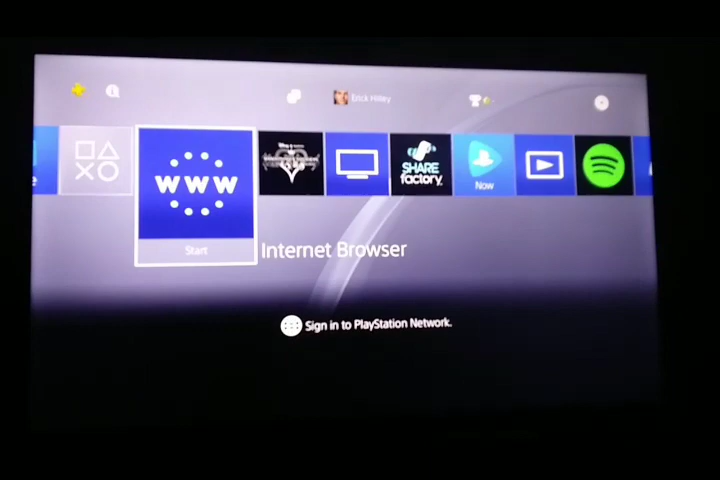 Erick Hilley
WWW
SHARE
factory
Now
Start
Internet Browser
Sign in to PlayStation Network.